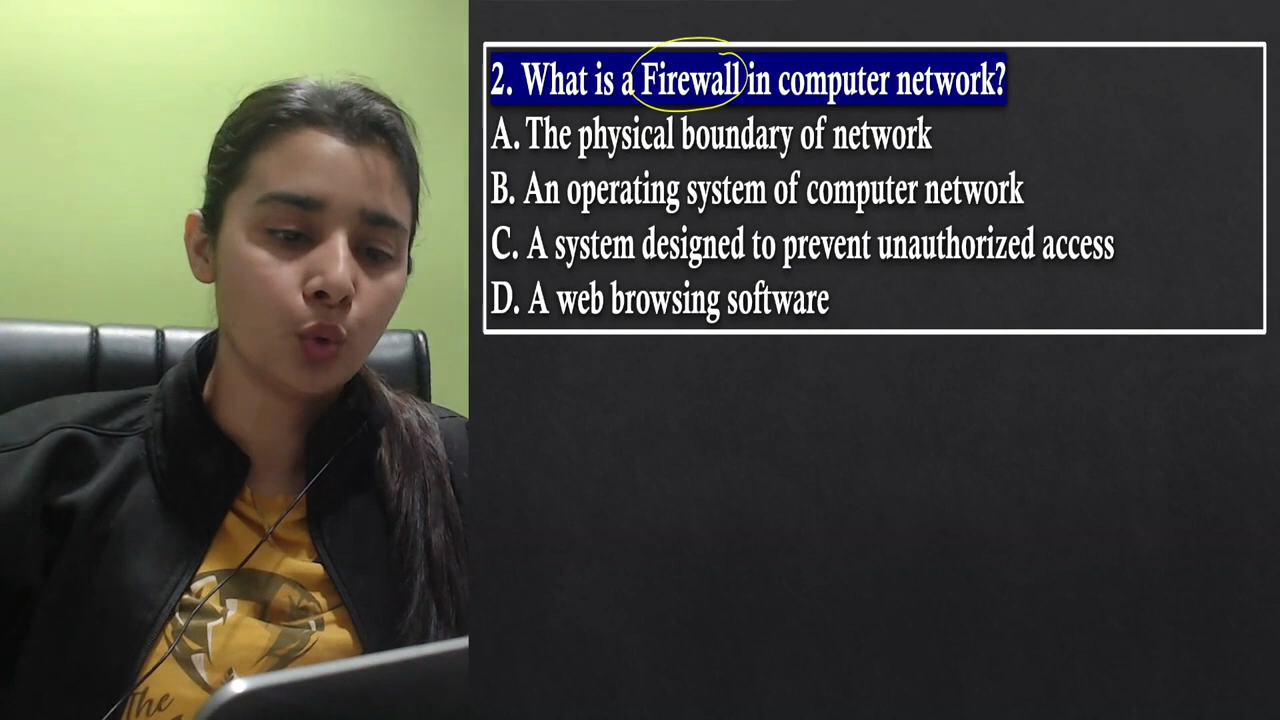 2. What is a Firewall in computer network?
A. The physical boundary of network
B. An operating system of computer network
C. A system designed to prevent unauthorized access
D. A web browsing software
The